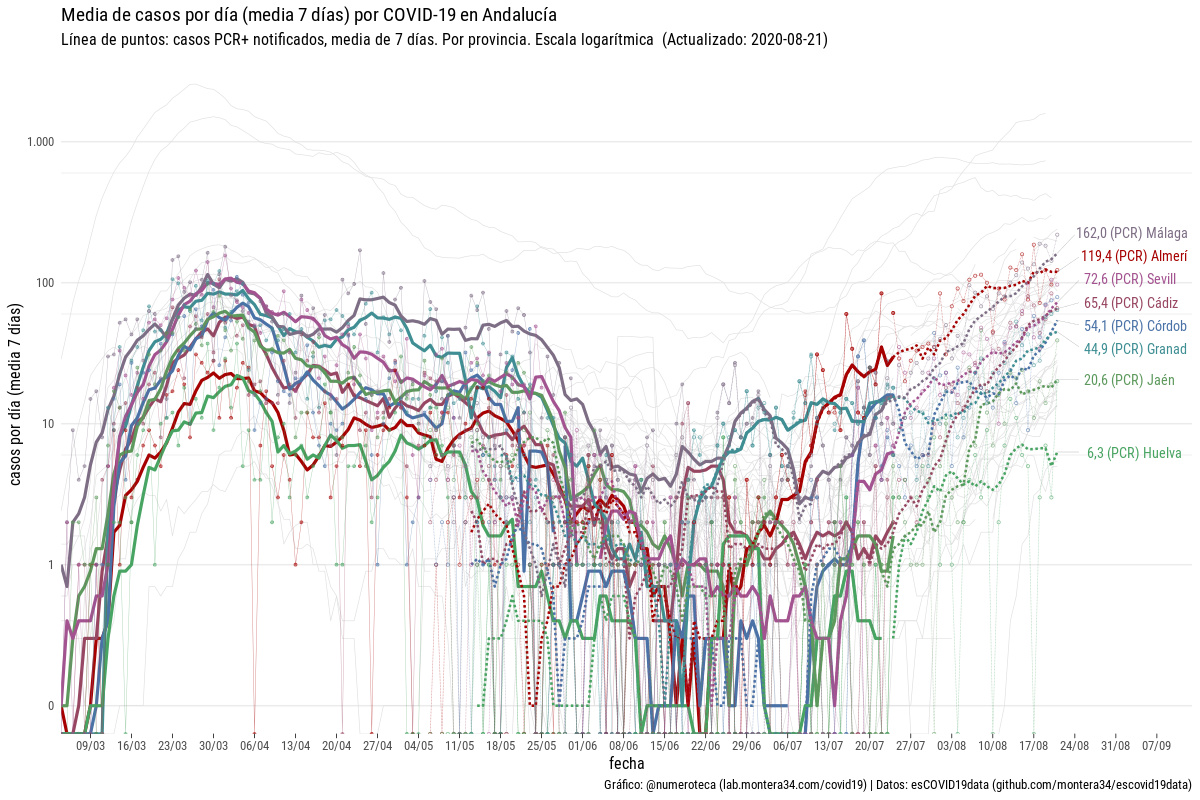 Media de casos por día (media 7 días) por COVID-19 en Andalucía
Línea de puntos: casos PCR+ notificados, media de 7 días. Por provincia. Escala logarítmica (Actualizado: 2020-08-21)
casos por día (media 7 días)
1.000
100
10
1
0
162,0 (PCR) Málaga
119,4 (PCR) Almerí
72,6 (PCR) Sevill
65,4 (PCR) Cádiz
54,1 (PCR) Córdob
44,9 (PCR) Granad
20,6 (PCR) Jaén
6,3 (PCR) Huelva
09/03 16/03 23/03 30/03 06/04 13/04 20/04 27/04 04/05 11/05 18/05 25/05 01/06 08/06 15/06 22/06 29/06 06/07 13/07 20/07 27/07 03/08 10/08 17/08 24/08 31/08 07/09
fecha
Gráfico: @numeroteca (lab.montera34.com/covid19) | Datos: esCOVID19data (github.com/montera34/escovid19data)